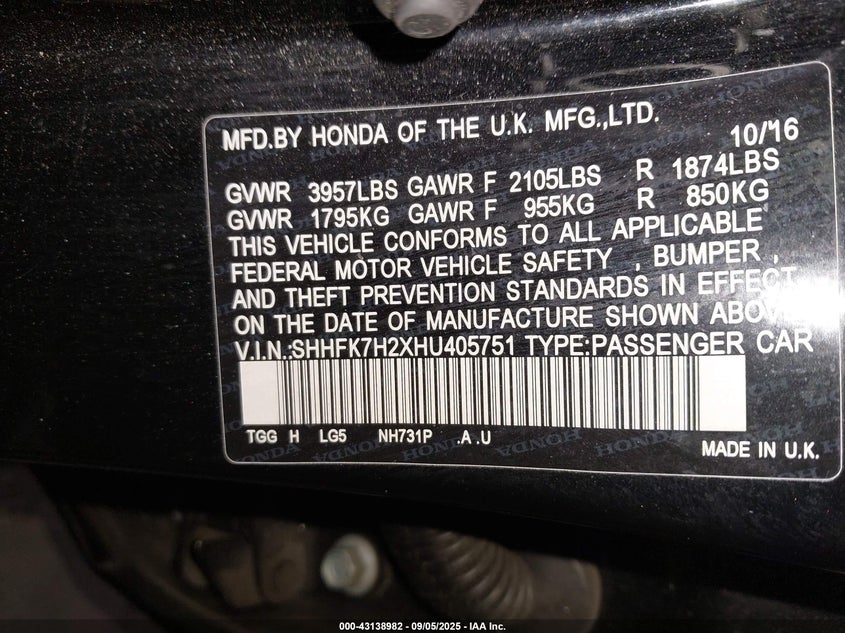 MFD.BY HONDA OF THE U.K. MFG.,LTD. 10/'16
GVWR 3957LBS GAWR F 2105LBS R 1874LBS
GVWR 1795KG GAWR F 955KG R 850KG
THIS VEHICLE CONFORMS TO ALL APPLICABLE
FEDERAL MOTOR VEHICLE SAFETY , BUMPER ,
AND THEFT PREVENTION STANDARDS IN EFFECT
ON THE DATE OF MANUFACTURE SHOWN ABOVE
V.I.N.:SHHFK7H2XHU405751 TYPE:PASSENGER CAR
TGG H LG5 NH731P .A .U
MADE IN U.K.
000-43138982 - 09/05/2025 - IAA Inc.